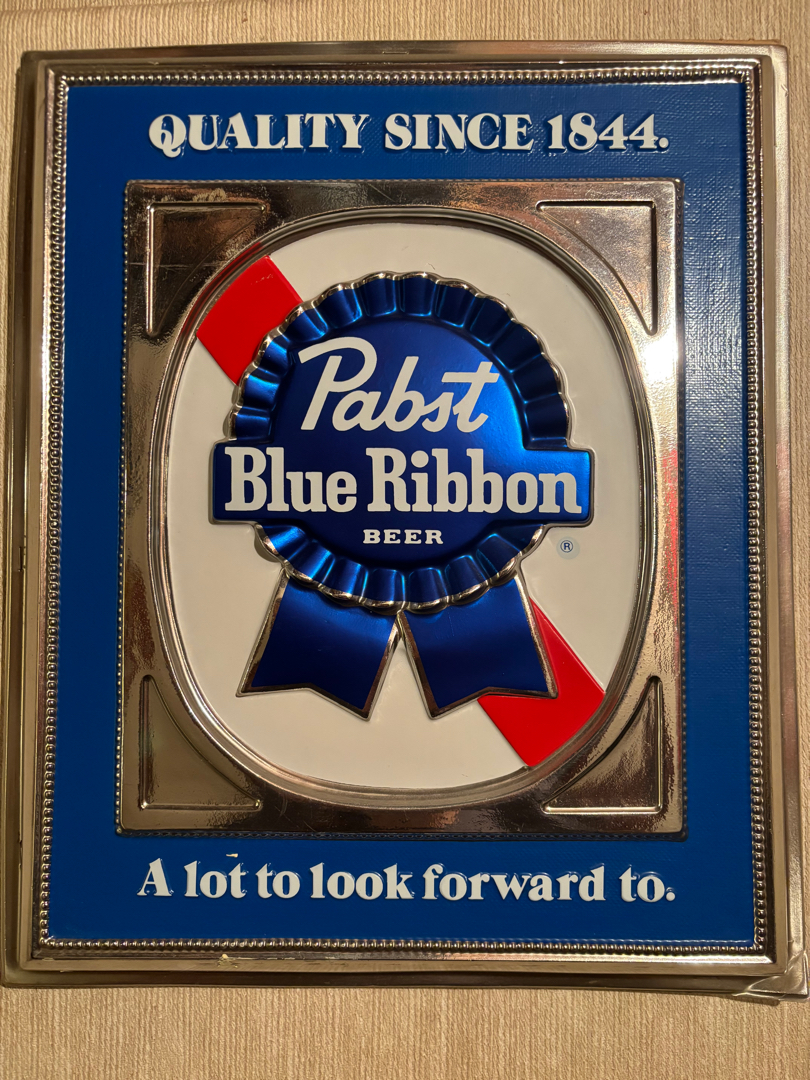 QUALITY SINCE 1844.
Pabst
Blue Ribbon
BEER
®
A lot to look forward to.